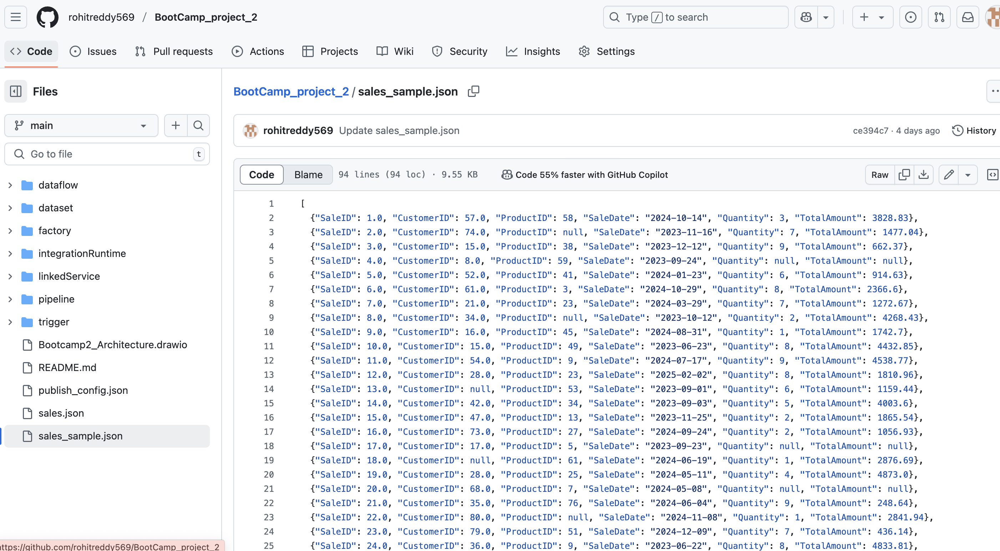 rohitreddy569 / BootCamp_project_2
Type / to search
Code Issues Pull requests Actions Projects Wiki Security Insights Settings
Files
main
Go to file t
dataflow
dataset
factory
integrationRuntime
linkedService
pipeline
trigger
Bootcamp2_Architecture.drawio
README.md
publish_config.json
sales.json
sales_sample.json
https://github.com/rohitreddy569/BootCamp_project_2
BootCamp_project_2 / sales_sample.json
rohitreddy569 Update sales_sample.json ce394c7 · 4 days ago History
Code Blame 94 lines (94 loc) · 9.55 KB Code 55% faster with GitHub Copilot Raw
1 [
2 {"SaleID": 1.0, "CustomerID": 57.0, "ProductID": 58, "SaleDate": "2024-10-14", "Quantity": 3, "TotalAmount": 3828.83},
3 {"SaleID": 2.0, "CustomerID": 74.0, "ProductID": null, "SaleDate": "2023-11-16", "Quantity": 7, "TotalAmount": 1477.04},
4 {"SaleID": 3.0, "CustomerID": 15.0, "ProductID": 38, "SaleDate": "2023-12-12", "Quantity": 9, "TotalAmount": 662.37},
5 {"SaleID": 4.0, "CustomerID": 8.0, "ProductID": 59, "SaleDate": "2023-09-24", "Quantity": null, "TotalAmount": null},
6 {"SaleID": 5.0, "CustomerID": 52.0, "ProductID": 41, "SaleDate": "2024-01-23", "Quantity": 6, "TotalAmount": 914.63},
7 {"SaleID": 6.0, "CustomerID": 61.0, "ProductID": 3, "SaleDate": "2024-10-29", "Quantity": 8, "TotalAmount": 2366.6},
8 {"SaleID": 7.0, "CustomerID": 21.0, "ProductID": 23, "SaleDate": "2024-03-29", "Quantity": 7, "TotalAmount": 1272.67},
9 {"SaleID": 8.0, "CustomerID": 34.0, "ProductID": null, "SaleDate": "2023-10-12", "Quantity": 2, "TotalAmount": 4268.43},
10 {"SaleID": 9.0, "CustomerID": 16.0, "ProductID": 45, "SaleDate": "2024-08-31", "Quantity": 1, "TotalAmount": 1742.7},
11 {"SaleID": 10.0, "CustomerID": 15.0, "ProductID": 49, "SaleDate": "2023-06-23", "Quantity": 8, "TotalAmount": 4432.85},
12 {"SaleID": 11.0, "CustomerID": 54.0, "ProductID": 9, "SaleDate": "2024-07-17", "Quantity": 9, "TotalAmount": 4538.77},
13 {"SaleID": 12.0, "CustomerID": 28.0, "ProductID": 23, "SaleDate": "2025-02-02", "Quantity": 8, "TotalAmount": 1810.96},
14 {"SaleID": 13.0, "CustomerID": null, "ProductID": 53, "SaleDate": "2023-09-01", "Quantity": 6, "TotalAmount": 1159.44},
15 {"SaleID": 14.0, "CustomerID": 42.0, "ProductID": 34, "SaleDate": "2023-09-03", "Quantity": 5, "TotalAmount": 4003.6},
16 {"SaleID": 15.0, "CustomerID": 47.0, "ProductID": 13, "SaleDate": "2023-11-25", "Quantity": 2, "TotalAmount": 1865.54},
17 {"SaleID": 16.0, "CustomerID": 73.0, "ProductID": 27, "SaleDate": "2024-09-24", "Quantity": 2, "TotalAmount": 1056.93},
18 {"SaleID": 17.0, "CustomerID": 17.0, "ProductID": 5, "SaleDate": "2023-09-23", "Quantity": null, "TotalAmount": null},
19 {"SaleID": 18.0, "CustomerID": null, "ProductID": 61, "SaleDate": "2024-06-19", "Quantity": 1, "TotalAmount": 2876.69},
20 {"SaleID": 19.0, "CustomerID": 28.0, "ProductID": 25, "SaleDate": "2024-05-11", "Quantity": 4, "TotalAmount": 4873.0},
21 {"SaleID": 20.0, "CustomerID": 68.0, "ProductID": 7, "SaleDate": "2024-05-08", "Quantity": null, "TotalAmount": null},
22 {"SaleID": 21.0, "CustomerID": 35.0, "ProductID": 76, "SaleDate": "2024-06-04", "Quantity": 9, "TotalAmount": 248.64},
23 {"SaleID": 22.0, "CustomerID": 80.0, "ProductID": null, "SaleDate": "2024-11-08", "Quantity": 1, "TotalAmount": 2841.94},
24 {"SaleID": 23.0, "CustomerID": 79.0, "ProductID": 51, "SaleDate": "2024-12-09", "Quantity": 7, "TotalAmount": 436.14},
25 {"SaleID": 24.0, "CustomerID": 36.0, "ProductID": 9, "SaleDate": "2023-06-22", "Quantity": 8, "TotalAmount": 4833.81},